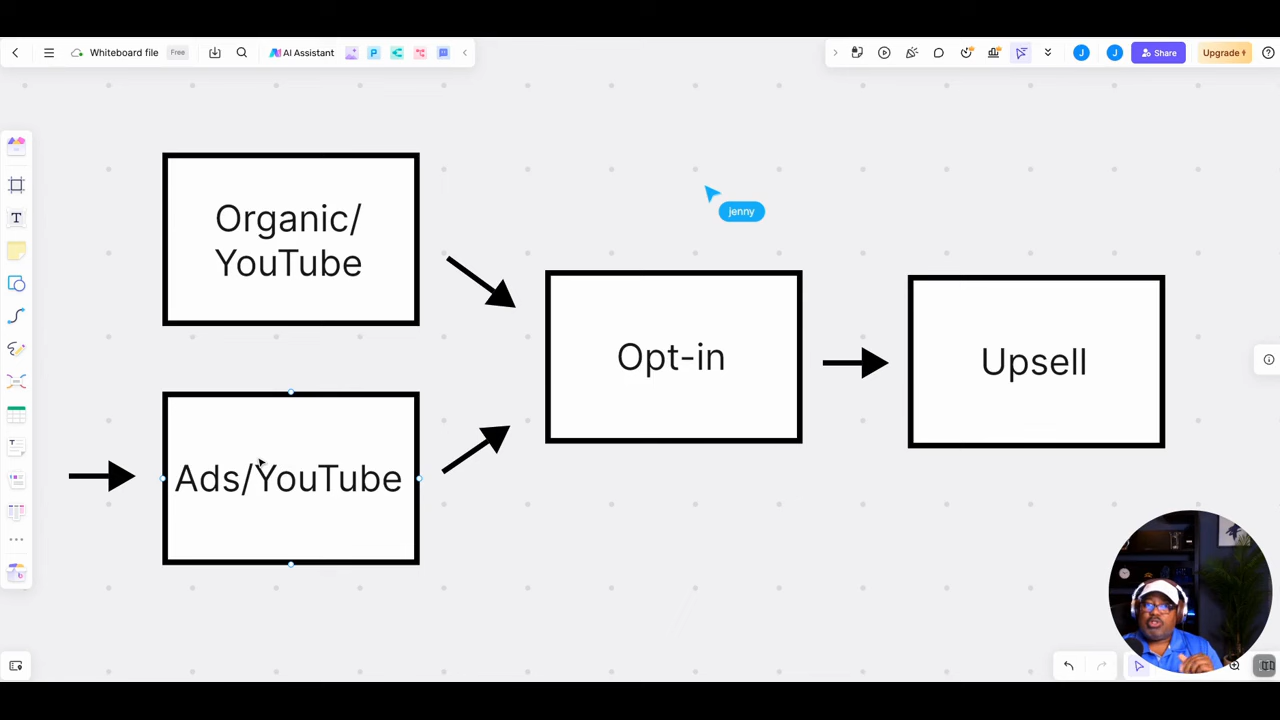 Whiteboard file Free
AI Assistant
J J Share Upgrade
jenny
Organic/
YouTube
Opt-in
Upsell
Ads/YouTube